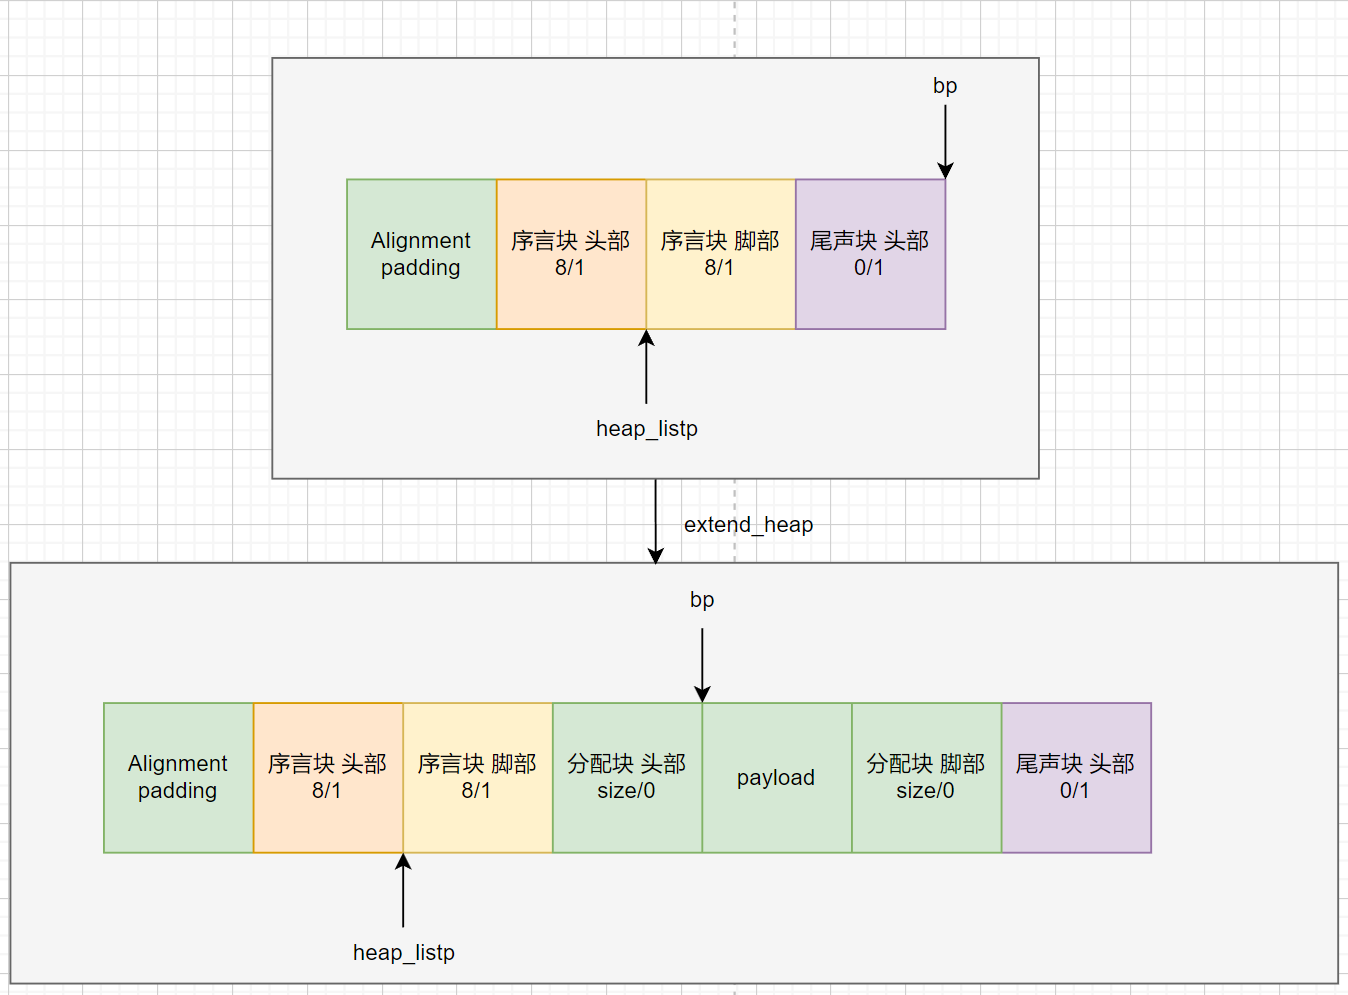 bp
Alignment
padding
序言块 头部
8/1
序言块 脚部
8/1
尾声块 头部
0/1
heap_listp
extend_heap
bp
Alignment
padding
序言块 头部
8/1
序言块 脚部
8/1
分配块 头部
size/0
payload
分配块 脚部
size/0
尾声块 头部
0/1
heap_listp